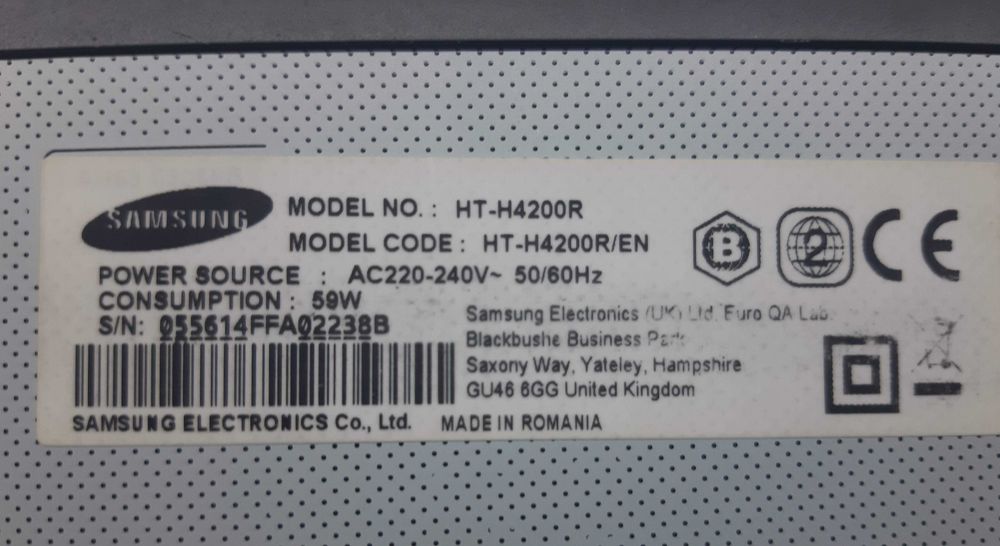 SAMSUNG
MODEL NO. : HT-H4200R
MODEL CODE : HT-H4200R/EN
POWER SOURCE : AC220-240V~ 50/60Hz
CONSUMPTION : 59W
S/N: 055614FFA02238B
B
2
CE
Samsung Electronics (UK) Ltd. Euro QA Lab.
Blackbushe Business Park
Saxony Way, Yateley, Hampshire
GU46 6GG United Kingdom
SAMSUNG ELECTRONICS Co., Ltd. MADE IN ROMANIA